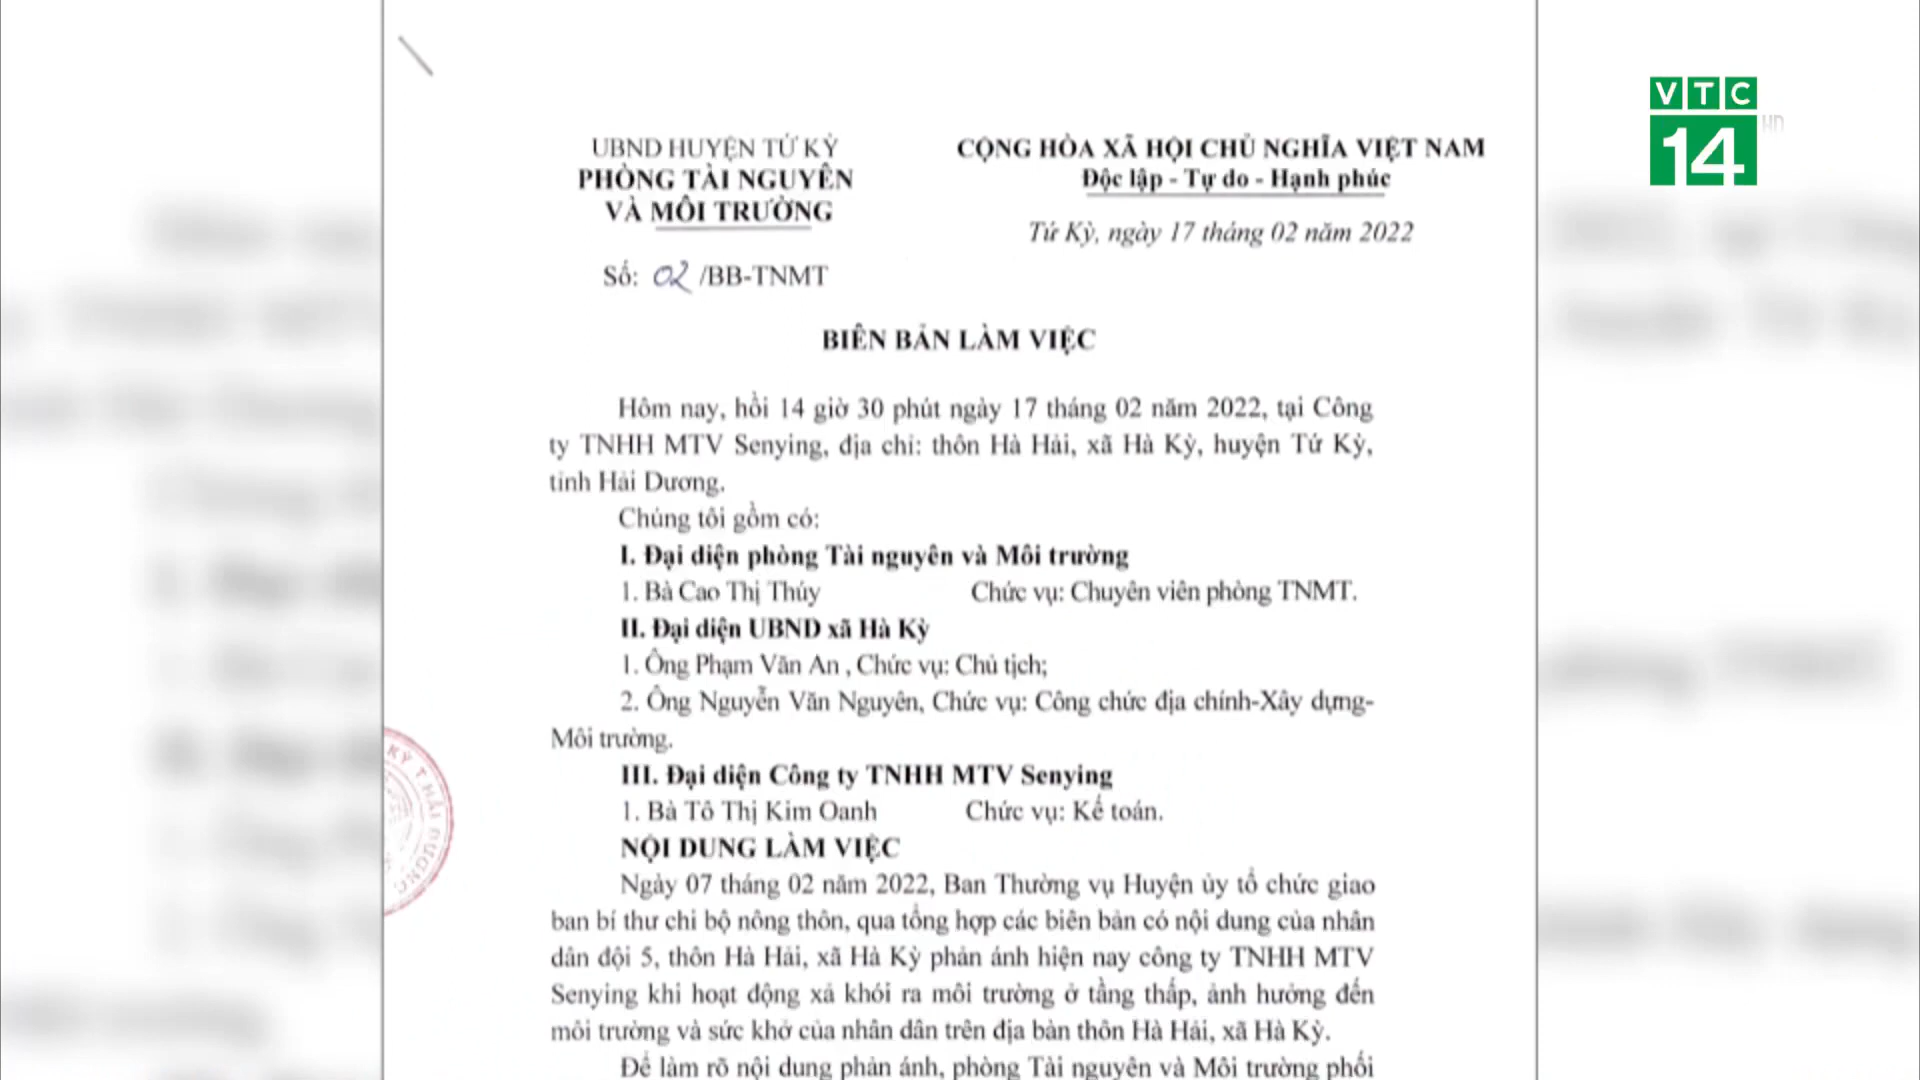 VTC
14
HD
UBND HUYỆN TỨ KỲ
PHÒNG TÀI NGUYÊN
VÀ MÔI TRƯỜNG
Số: 02 /BB-TNMT
CỘNG HÒA XÃ HỘI CHỦ NGHĨA VIỆT NAM
Độc lập - Tự do - Hạnh phúc
Tứ Kỳ, ngày 17 tháng 02 năm 2022
BIÊN BẢN LÀM VIỆC
Hôm nay, hồi 14 giờ 30 phút ngày 17 tháng 02 năm 2022, tại Công
ty TNHH MTV Senying, địa chỉ: thôn Hà Hải, xã Hà Kỳ, huyện Tứ Kỳ,
tỉnh Hải Dương.
Chúng tôi gồm có:
I. Đại diện phòng Tài nguyên và Môi trường
1. Bà Cao Thị Thúy Chức vụ: Chuyên viên phòng TNMT.
II. Đại diện UBND xã Hà Kỳ
1. Ông Phạm Văn An , Chức vụ: Chủ tịch;
2. Ông Nguyễn Văn Nguyên, Chức vụ: Công chức địa chính-Xây dựng-
Môi trường.
III. Đại diện Công ty TNHH MTV Senying
1. Bà Tô Thị Kim Oanh Chức vụ: Kế toán.
NỘI DUNG LÀM VIỆC
Ngày 07 tháng 02 năm 2022, Ban Thường vụ Huyện ủy tổ chức giao
ban bí thư chi bộ nông thôn, qua tổng hợp các biên bản có nội dung của nhân
dân đội 5, thôn Hà Hải, xã Hà Kỳ phản ánh hiện nay công ty TNHH MTV
Senying khi hoạt động xả khói ra môi trường ở tầng thấp, ảnh hưởng đến
môi trường và sức khở của nhân dân trên địa bàn thôn Hà Hải, xã Hà Kỳ.
Để làm rõ nội dung phản ánh, phòng Tài nguyên và Môi trường phối
KỲ T HẢI DƯƠNG